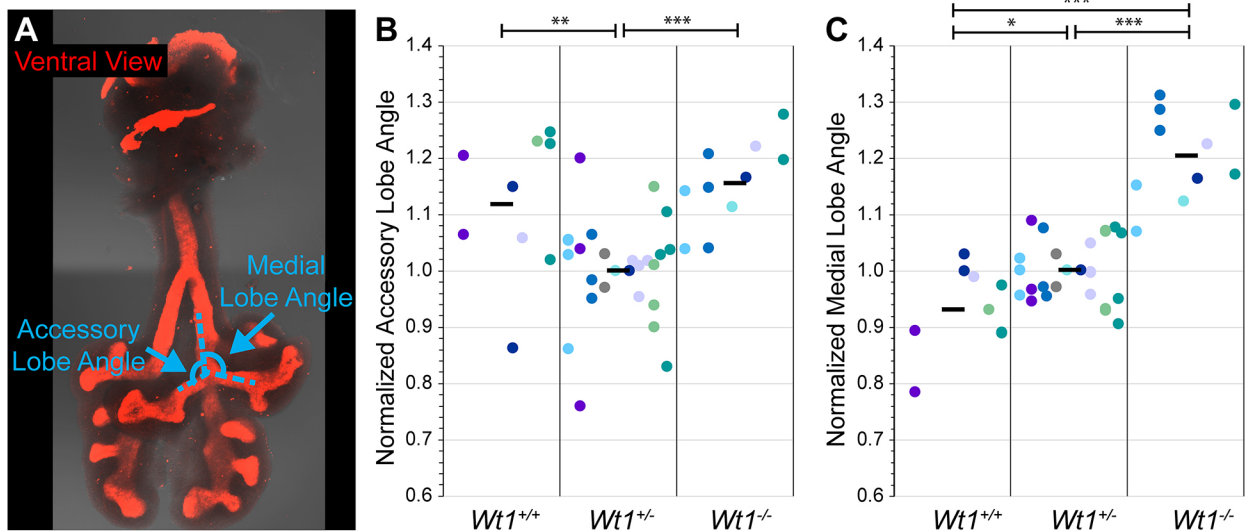 A
Ventral View
Medial
Lobe Angle
Accessory
Lobe Angle
B
**
***
Normalized Accessory Lobe Angle
1.4
1.3
1.2
1.1
1.0
0.9
0.8
0.7
0.6
Wt1+/+
Wt1+/-
Wt1-/-
C
***
*
***
Normalized Medial Lobe Angle
1.4
1.3
1.2
1.1
1.0
0.9
0.8
0.7
0.6
Wt1+/+
Wt1+/-
Wt1-/-